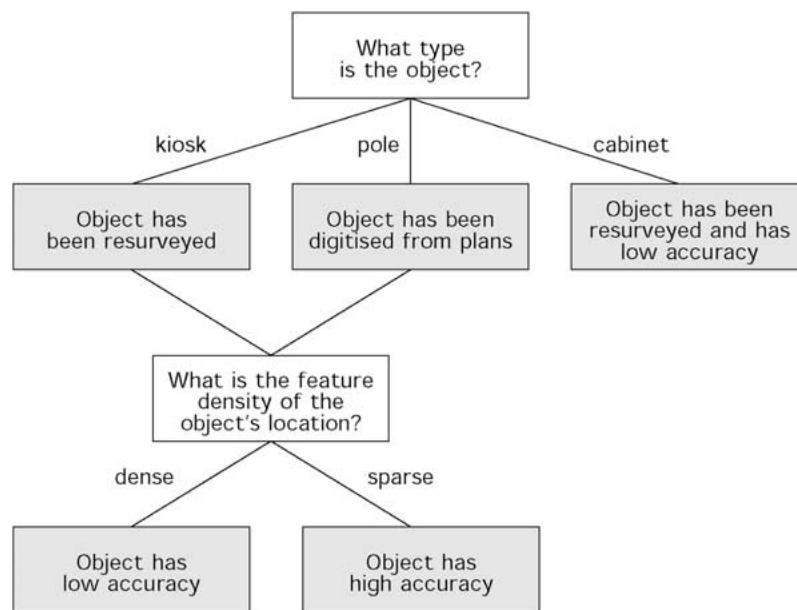 What type
is the object?
kiosk
pole
cabinet
Object has
been resurveyed
Object has been
digitised from plans
Object has been
resurveyed and has
low accuracy
What is the feature
density of the
object's location?
dense
sparse
Object has
low accuracy
Object has
high accuracy